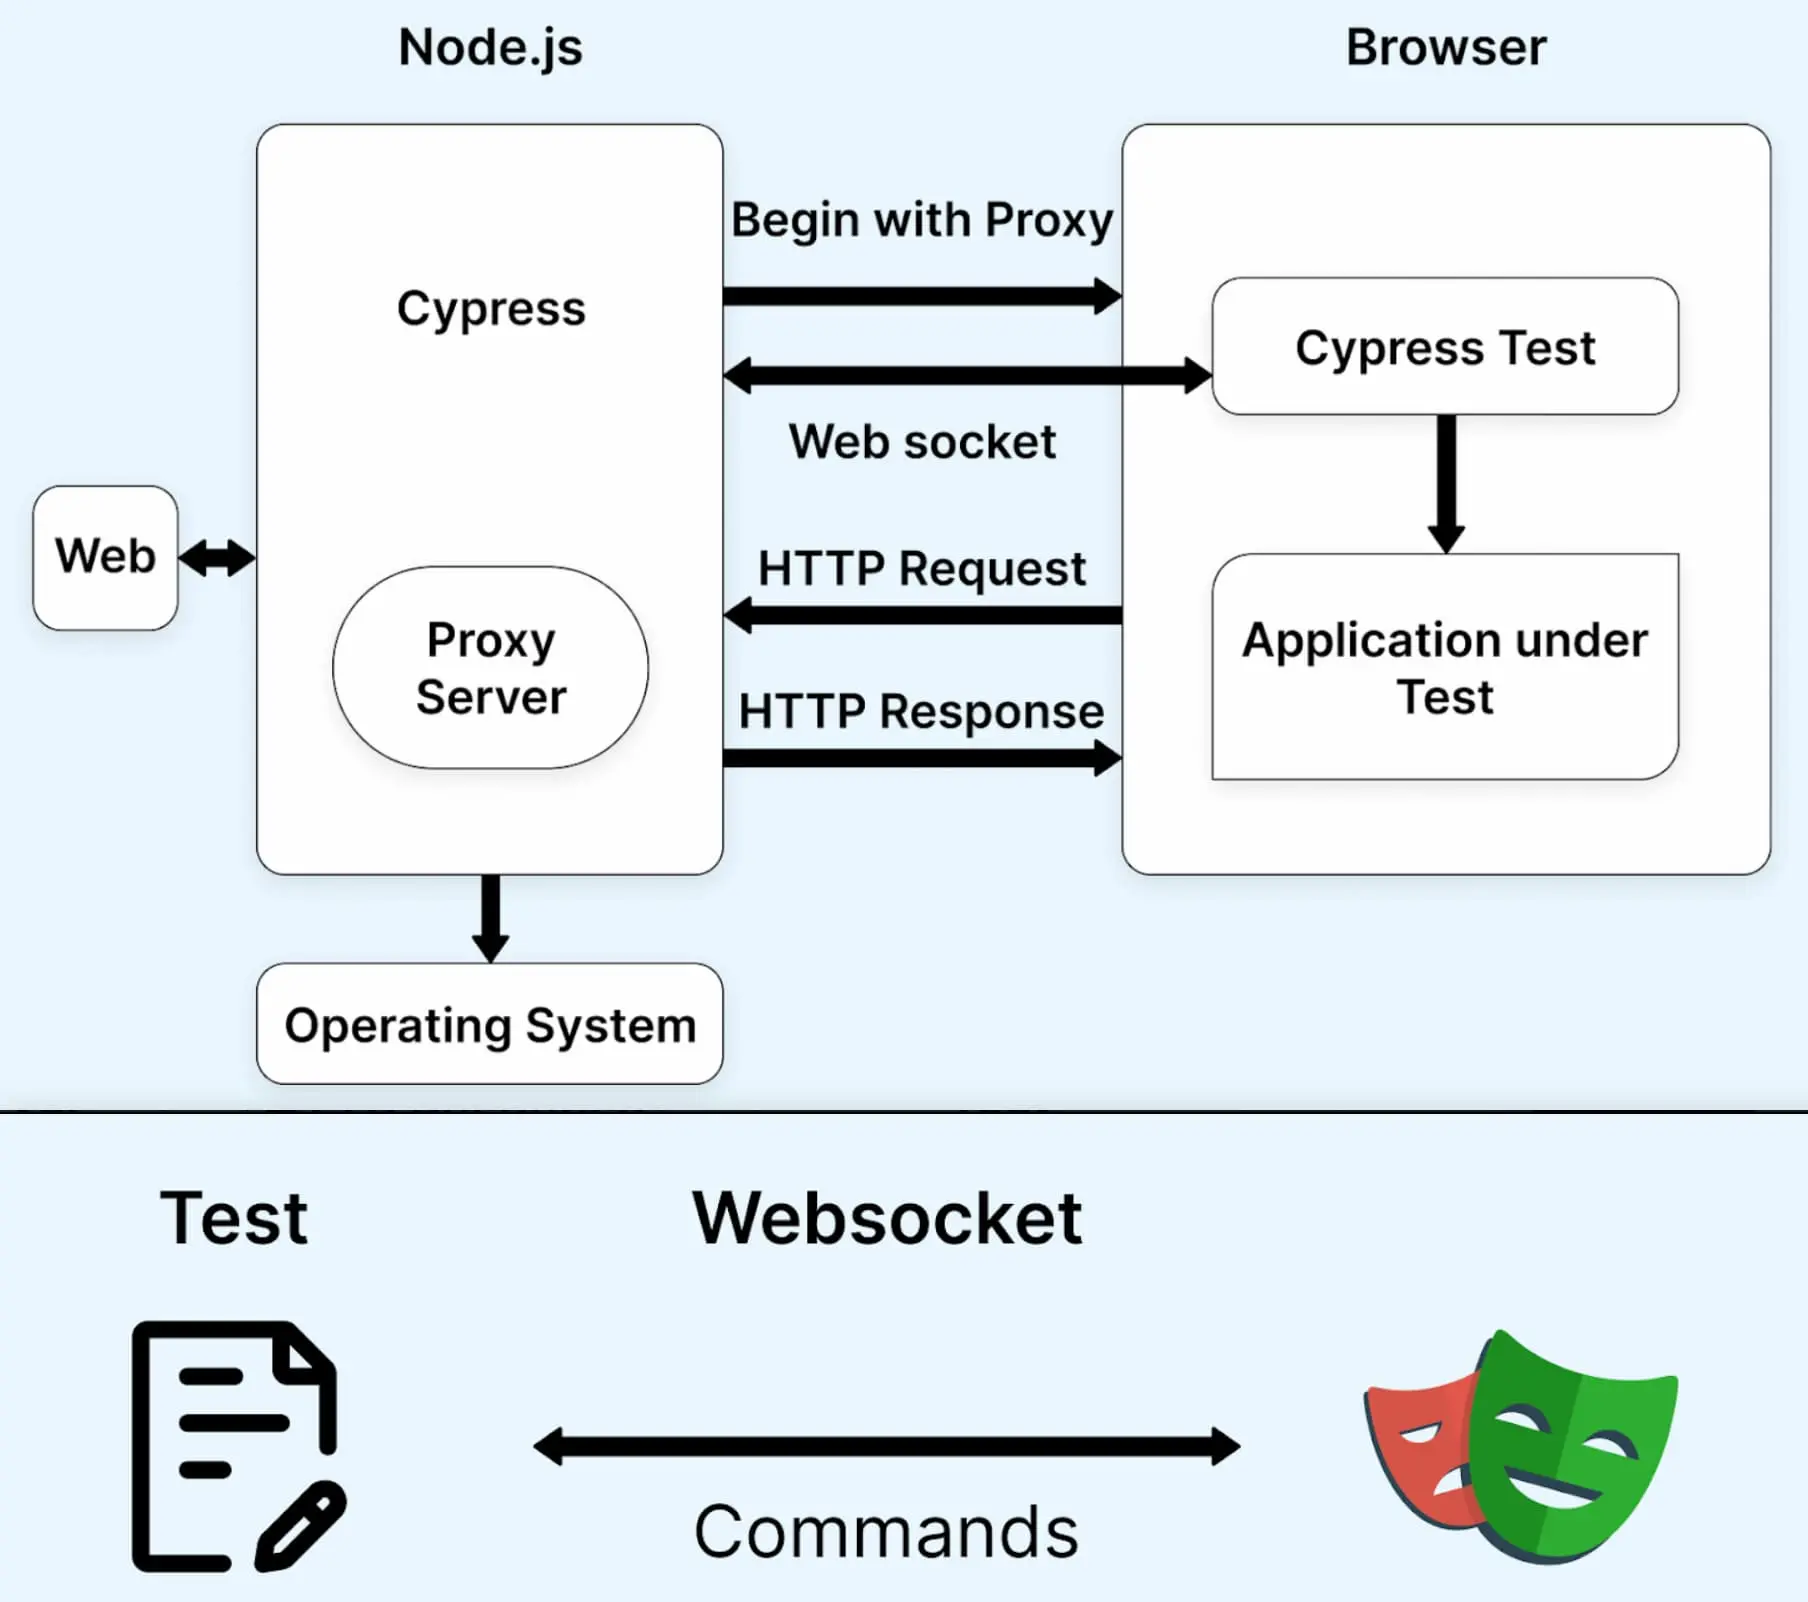 Node.js
Browser
Begin with Proxy
Cypress
Cypress Test
Web socket
Web
HTTP Request
Proxy
Server
Application under
Test
HTTP Response
Operating System
Test
Websocket
Commands